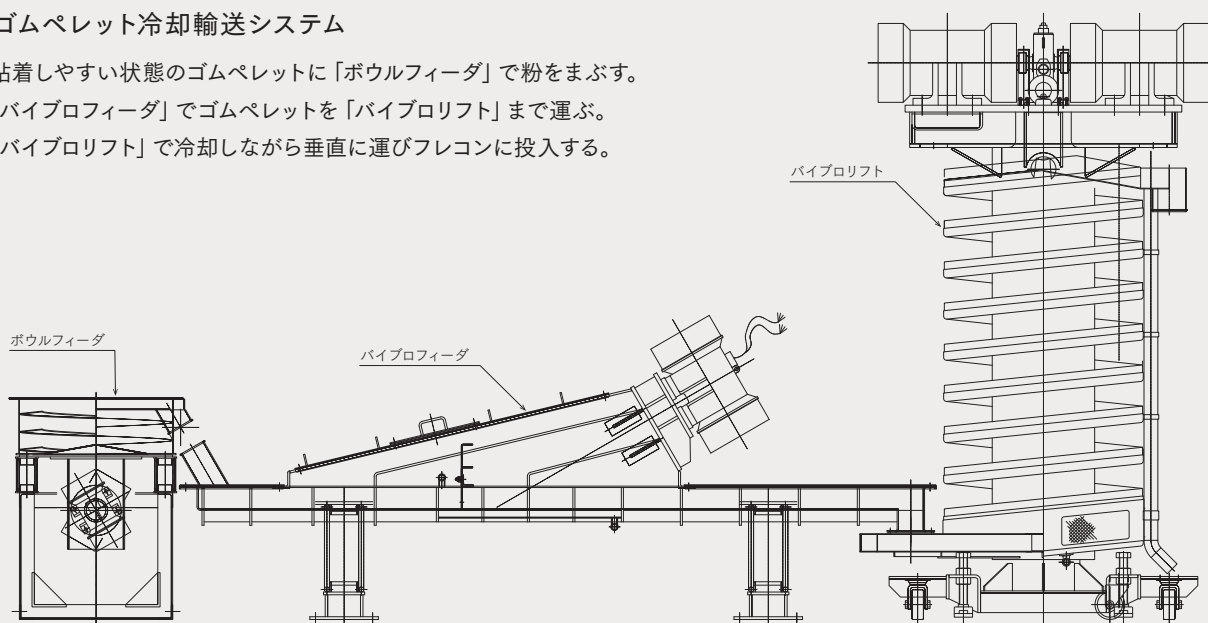 ゴムペレット冷却輸送システム
粘着しやすい状態のゴムペレットに「ボウルフィーダ」で粉をまぶす。
バイブロフィーダ」でゴムペレットを「バイブロリフト」まで運ぶ。
バイブロリフト」で冷却しながら垂直に運びフレコンに投入する。
バイブロリフト
ボウルフィーダ
バイブロフィーダ